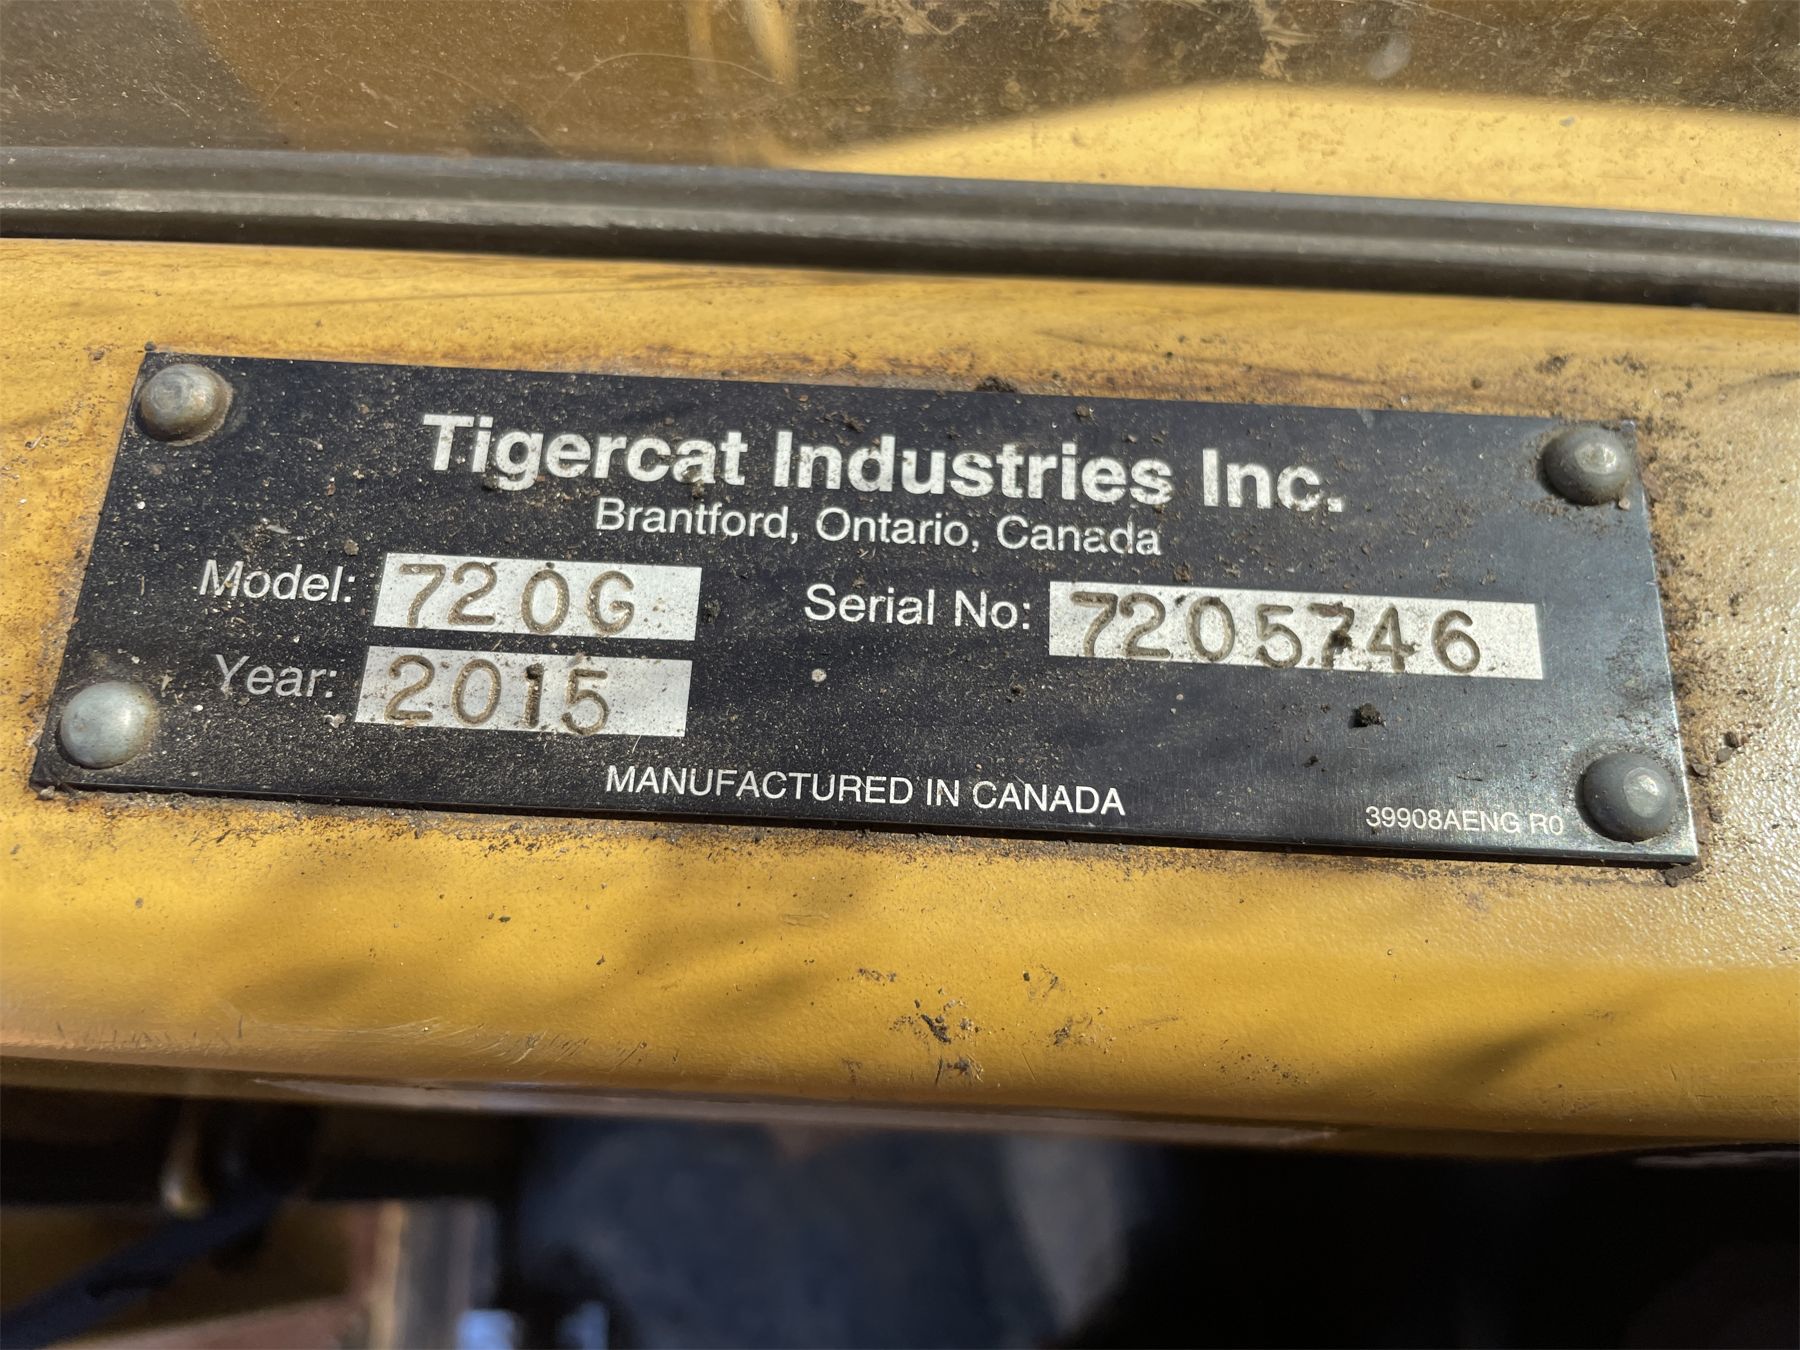 Tigercat Industries Inc.
Brantford, Ontario, Canada
Model: 720G Serial No: 7205746
Year: 2015
MANUFACTURED IN CANADA
39908AENG R0